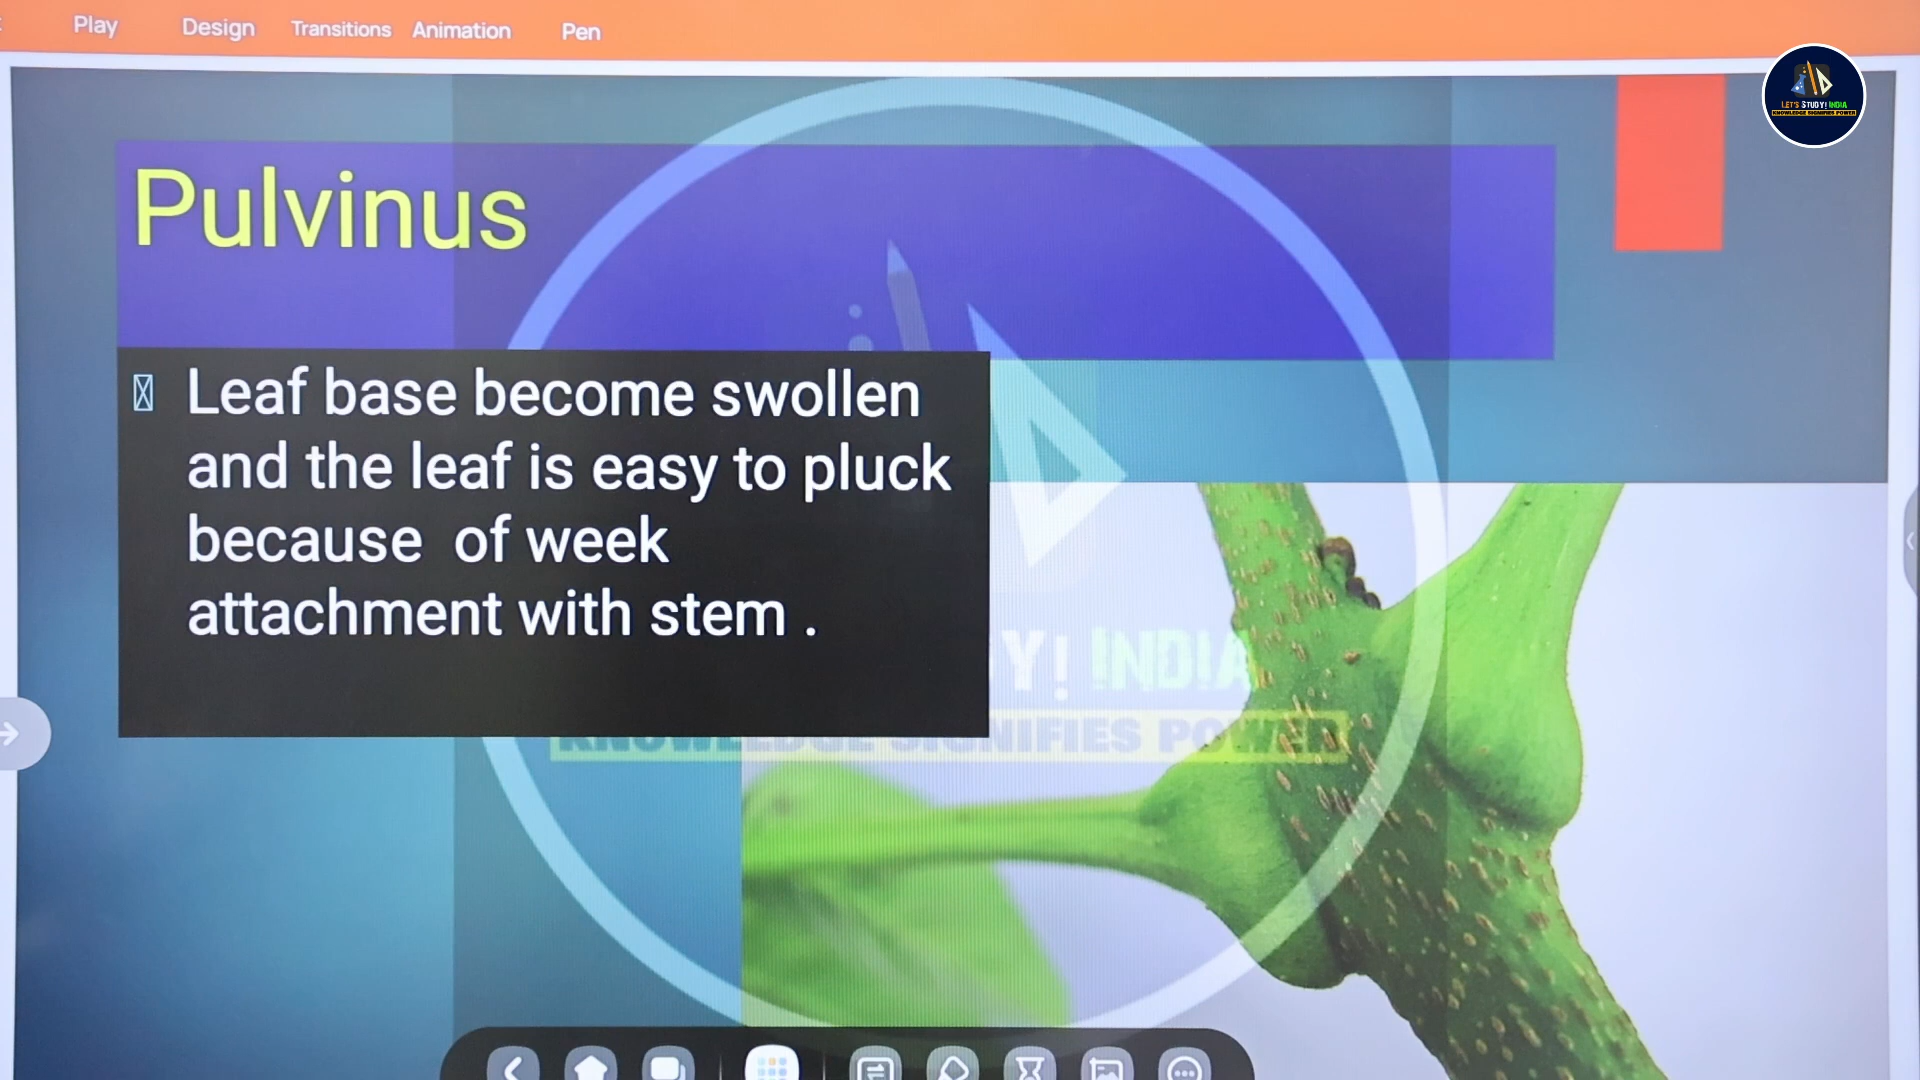 Play Design Transitions Animation Pen
LET'S STUDY! INDIA
KNOWLEDGE SIGNIFIES POWER
Pulvinus
Leaf base become swollen
and the leaf is easy to pluck
because of week
attachment with stem .
Y! INDIA
KNOWLEDGE SIGNIFIES POWER